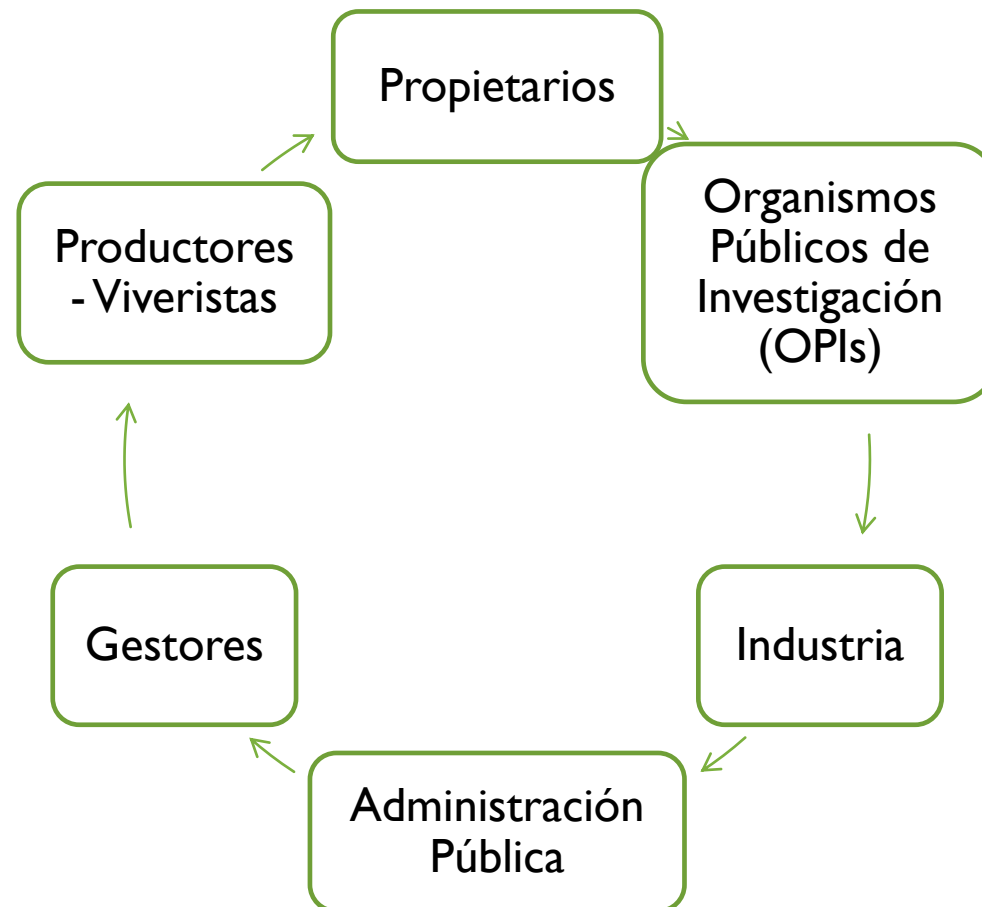 Propietarios
Organismos
Públicos de
Investigación
(OPIs)
Industria
Administración
Pública
Gestores
Productores
- Viveristas